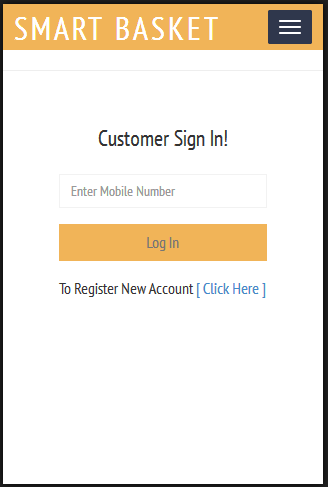 SMART BASKET
Customer Sign In!
Enter Mobile Number
Log In
To Register New Account [ Click Here ]